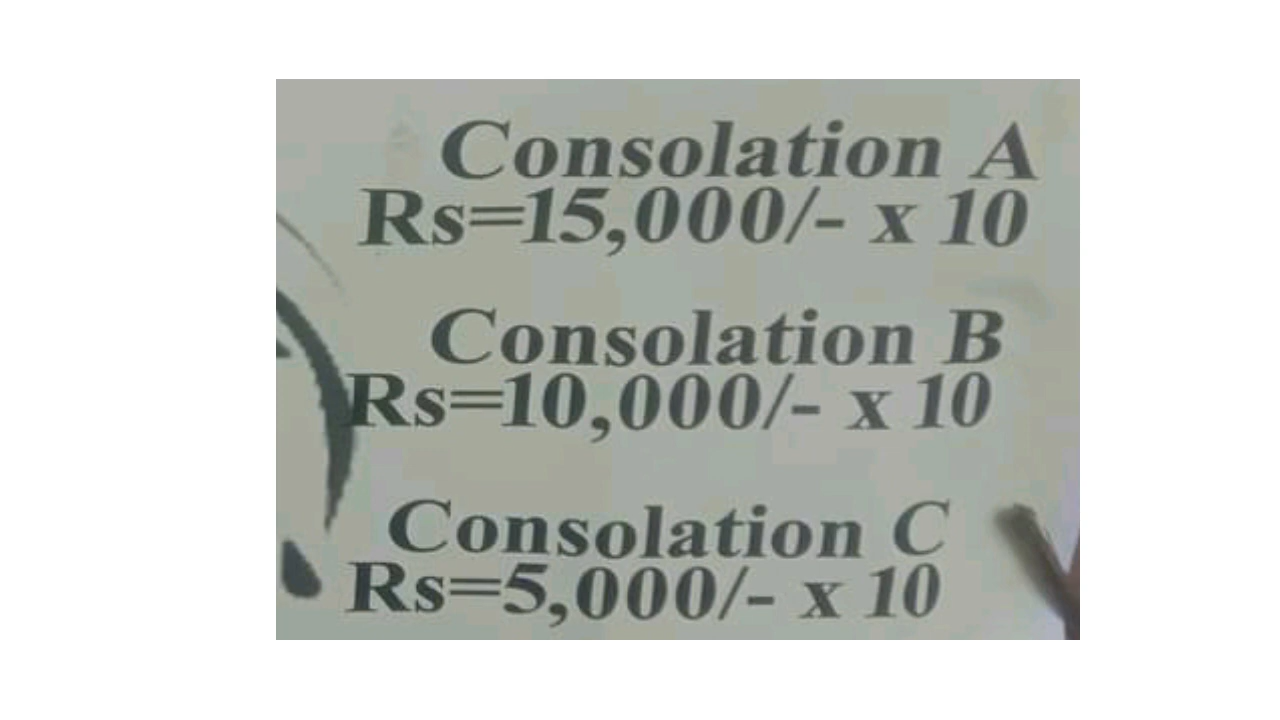 Consolation A
Rs=15,000/- x 10
Consolation B
Rs=10,000/- x 10
Consolation C
Rs=5,000/- x 10